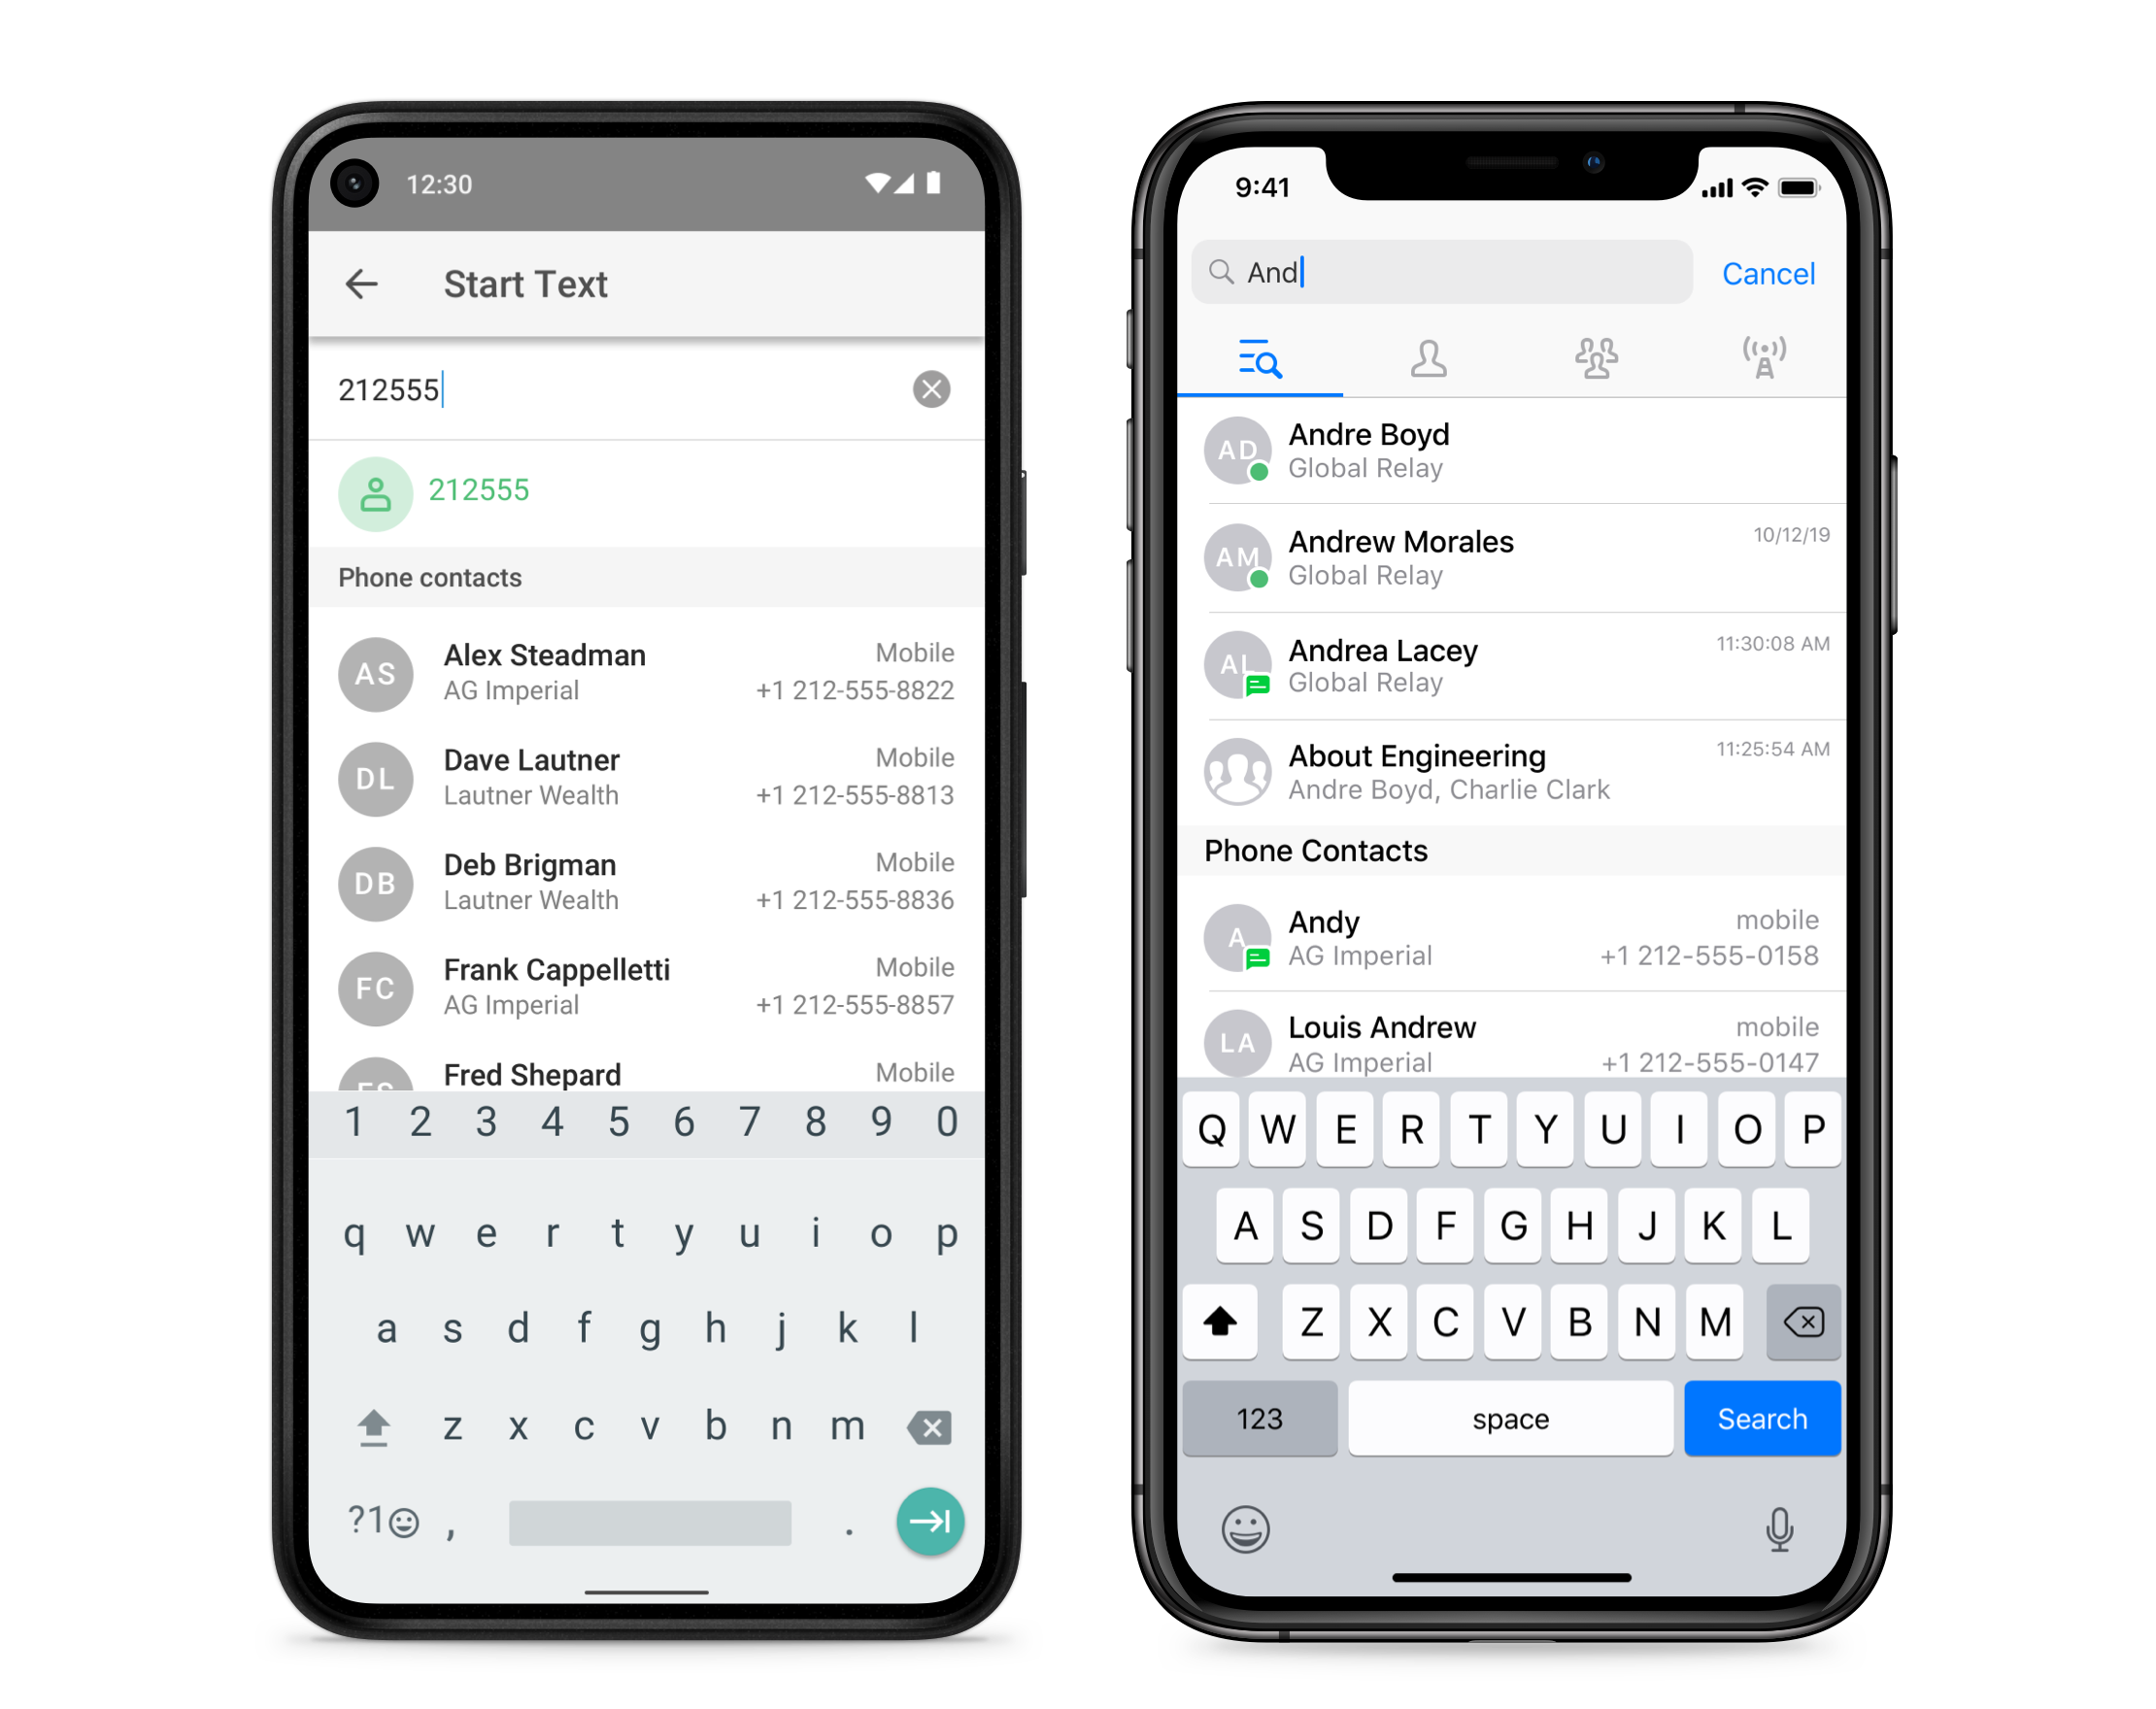 12:30
Start Text
212555
212555
Phone contacts
AS Alex Steadman Mobile
AG Imperial +1 212-555-8822
DL Dave Lautner Mobile
Lautner Wealth +1 212-555-8813
DB Deb Brigman Mobile
Lautner Wealth +1 212-555-8836
FC Frank Cappelletti Mobile
AG Imperial +1 212-555-8857
FS Fred Shepard Mobile
1 2 3 4 5 6 7 8 9 0
q w e r t y u i o p
a s d f g h j k l
z x c v b n m
?1 , .
9:41
And Cancel
AD Andre Boyd
Global Relay
AM Andrew Morales 10/12/19
Global Relay
AL Andrea Lacey 11:30:08 AM
Global Relay
About Engineering 11:25:54 AM
Andre Boyd, Charlie Clark
Phone Contacts
A Andy mobile
AG Imperial +1 212-555-0158
LA Louis Andrew mobile
AG Imperial +1 212-555-0147
Q W E R T Y U I O P
A S D F G H J K L
Z X C V B N M
123 space Search